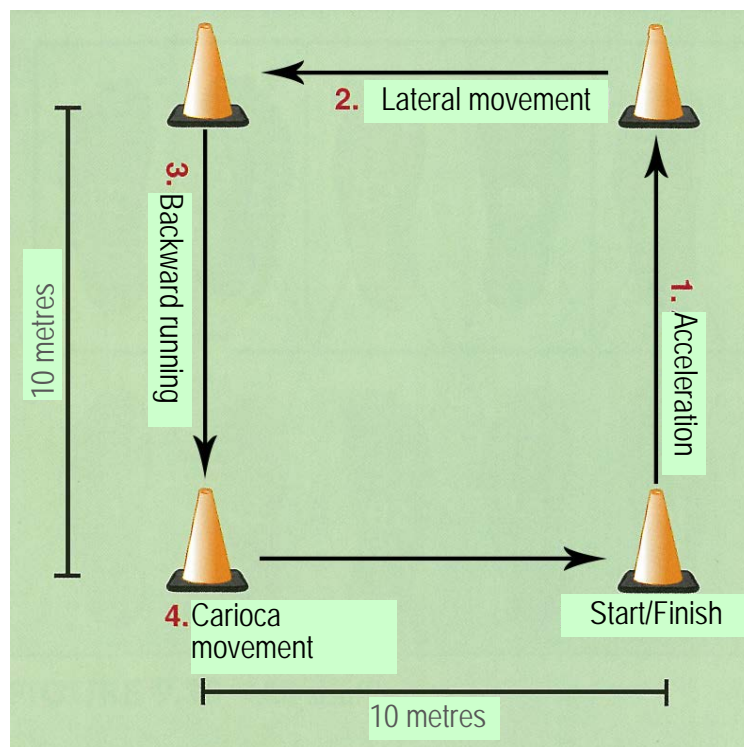 2. Lateral movement
3. Backward running
1. Acceleration
10 metres
4. Carioca
movement
Start/Finish
10 metres